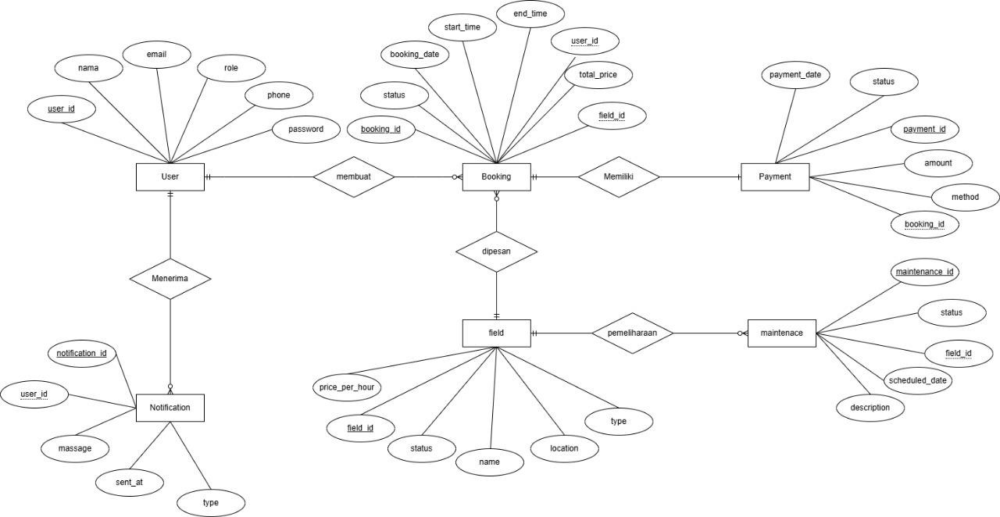 end_time
start_time
user_id
booking_date
email
nama
role
total_price
payment_date
status
status
phone
user_id
field_id
password
booking_id
payment_id
amount
User
membuat
Booking
Memiliki
Payment
method
booking_id
dipesan
maintenance_id
Menerima
status
field
pemeliharaan
maintenace
notification_id
field_id
scheduled_date
price_per_hour
user_id
Notification
description
type
field_id
massage
status
location
name
sent_at
type